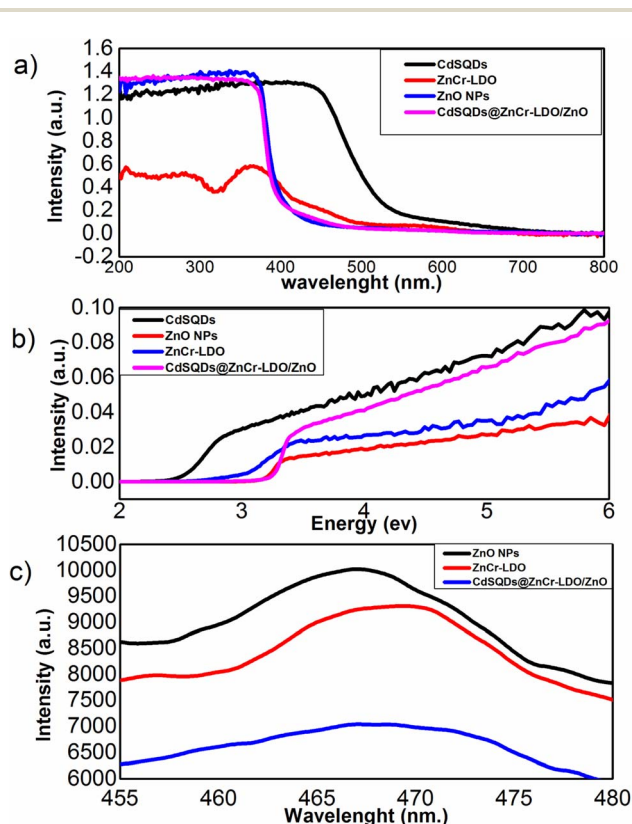 a)
1.6
1.4
1.2
1.0
0.8
0.6
0.4
0.2
0.0
-0.2
Intensity (a.u.)
CdSQDs
ZnCr-LDO
ZnO NPs
CdSQDs@ZnCr-LDO/ZnO
200 300 400 500 600 700 800
wavelenght (nm.)
b)
0.10
0.08
0.06
0.04
0.02
0.00
Intensity (a.u.)
CdSQDs
ZnO NPs
ZnCr-LDO
CdSQDs@ZnCr-LDO/ZnO
2 3 4 5 6
Energy (ev)
c)
10500
10000
9500
9000
8500
8000
7500
7000
6500
6000
Intensity (a.u.)
ZnO NPs
ZnCr-LDO
CdSQDs@ZnCr-LDO/ZnO
455 460 465 470 475 480
Wavelenght (nm.)